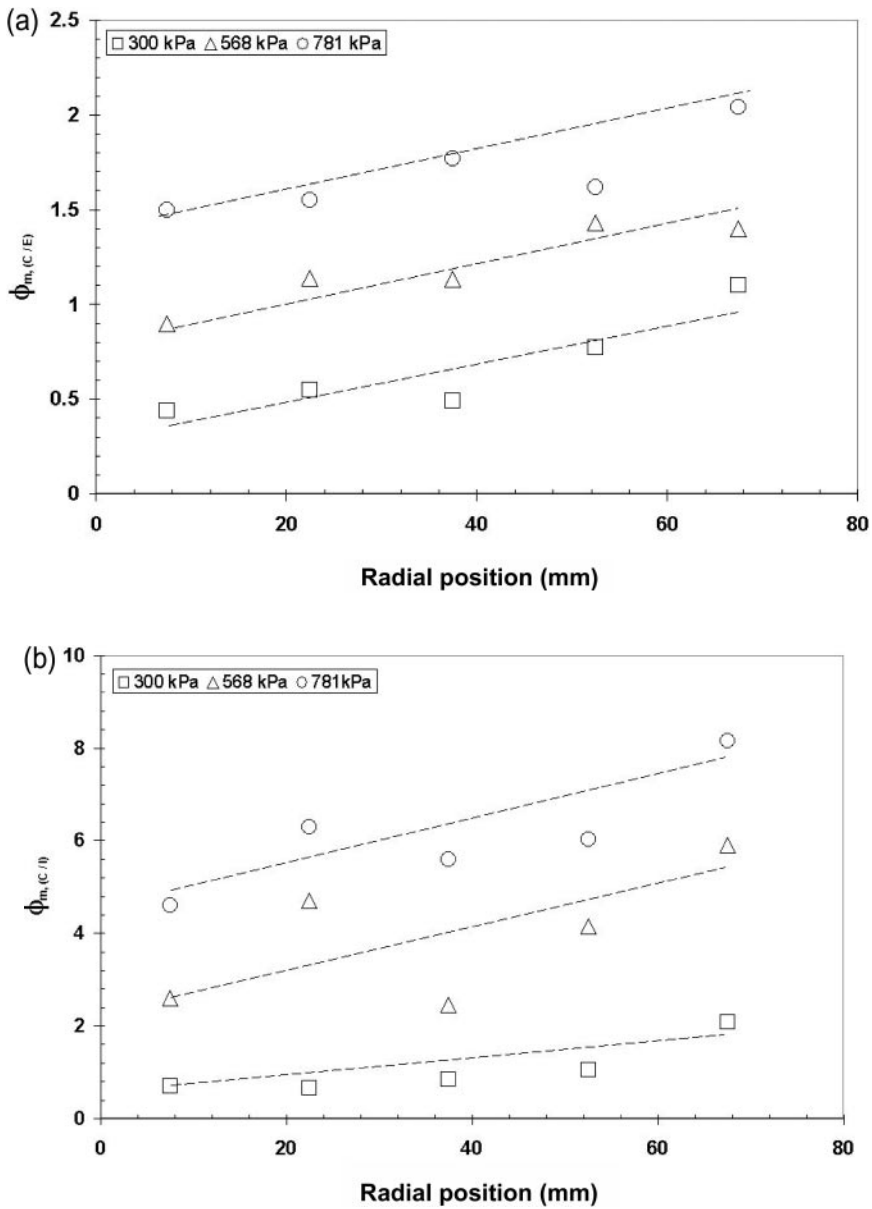 (a)
2.5
□ 300 kPa △ 568 kPa ○ 781 kPa
2
1.5
1
0.5
0
ϕm, (C / E)
0 20 40 60 80
Radial position (mm)
(b)
10
□ 300 kPa △ 568 kPa ○ 781kPa
8
6
4
2
0
ϕm, (C / I)
0 20 40 60 80
Radial position (mm)